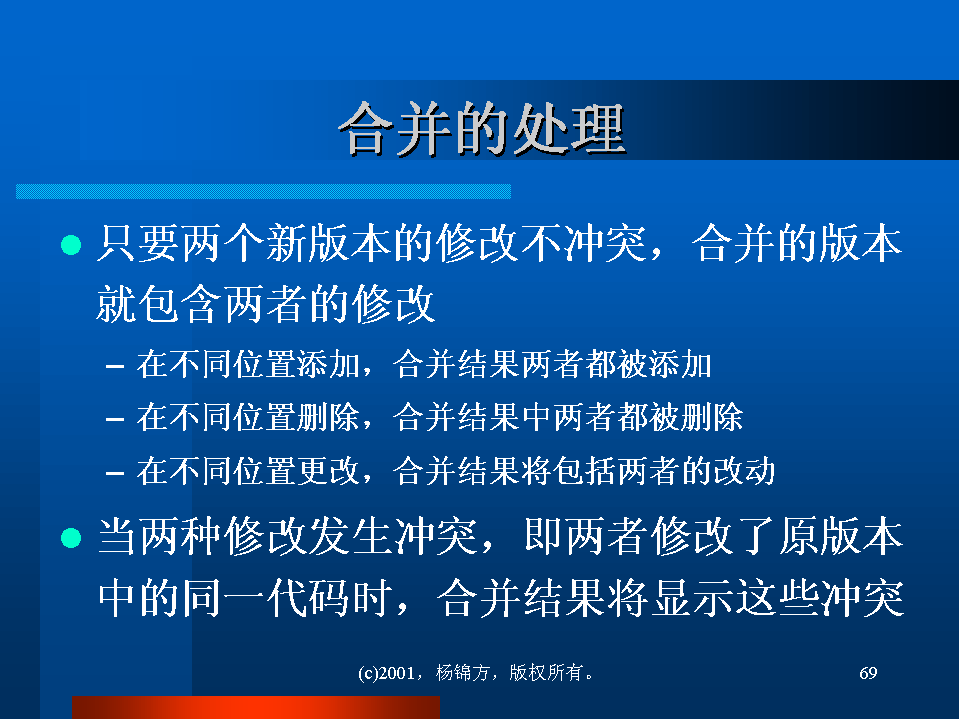 合并的处理
只要两个新版本的修改不冲突，合并的版本
就包含两者的修改
– 在不同位置添加，合并结果两者都被添加
– 在不同位置删除，合并结果中两者都被删除
– 在不同位置更改，合并结果将包括两者的改动
当两种修改发生冲突，即两者修改了原版本
中的同一代码时，合并结果将显示这些冲突
(c)2001，杨锦方，版权所有。
69